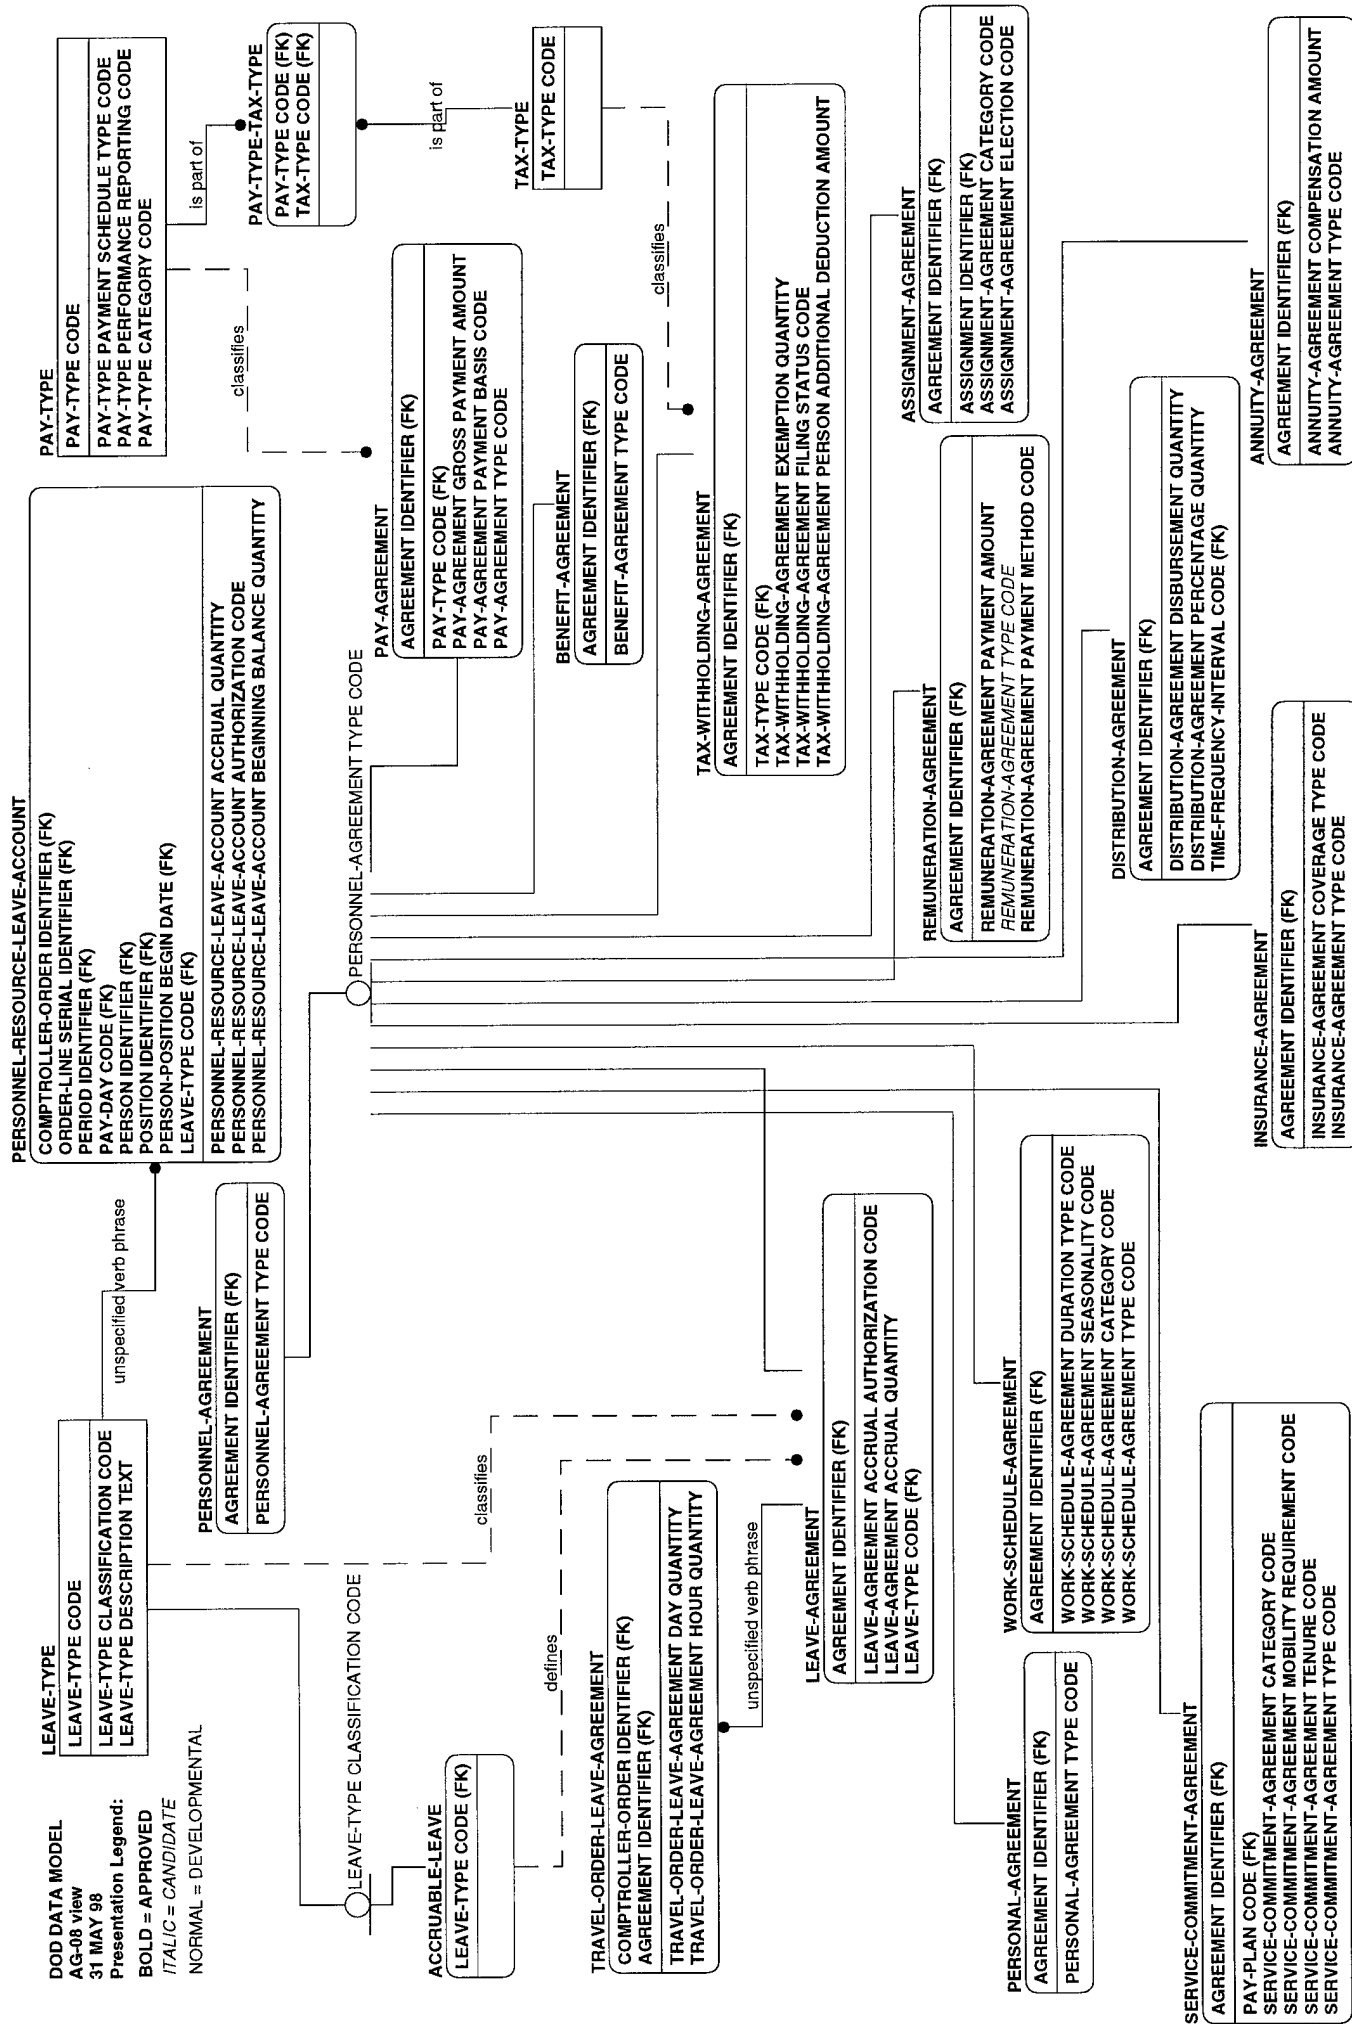 DOD DATA MODEL
AG-08 view
31 MAY 98
Presentation Legend:
BOLD = APPROVED
ITALIC = CANDIDATE
NORMAL = DEVELOPMENTAL
LEAVE-TYPE
LEAVE-TYPE CODE
LEAVE-TYPE CLASSIFICATION CODE
LEAVE-TYPE DESCRIPTION TEXT
unspecified verb phrase
PERSONNEL-RESOURCE-LEAVE-ACCOUNT
COMPTROLLER-ORDER IDENTIFIER (FK)
ORDER-LINE SERIAL IDENTIFIER (FK)
PERIOD IDENTIFIER (FK)
PAY-DAY CODE (FK)
PERSON IDENTIFIER (FK)
POSITION IDENTIFIER (FK)
PERSON-POSITION BEGIN DATE (FK)
LEAVE-TYPE CODE (FK)
PERSONNEL-RESOURCE-LEAVE-ACCOUNT ACCRUAL QUANTITY
PERSONNEL-RESOURCE-LEAVE-ACCOUNT AUTHORIZATION CODE
PERSONNEL-RESOURCE-LEAVE-ACCOUNT BEGINNING BALANCE QUANTITY
PAY-TYPE
PAY-TYPE CODE
PAY-TYPE PAYMENT SCHEDULE TYPE CODE
PAY-TYPE PERFORMANCE REPORTING CODE
PAY-TYPE CATEGORY CODE
is part of
PAY-TYPE-TAX-TYPE
PAY-TYPE CODE (FK)
TAX-TYPE CODE (FK)
is part of
TAX-TYPE
TAX-TYPE CODE
classifies
PERSONNEL-AGREEMENT
AGREEMENT IDENTIFIER (FK)
PERSONNEL-AGREEMENT TYPE CODE
PERSONNEL-AGREEMENT TYPE CODE
PAY-AGREEMENT
AGREEMENT IDENTIFIER (FK)
PAY-TYPE CODE (FK)
PAY-AGREEMENT GROSS PAYMENT AMOUNT
PAY-AGREEMENT PAYMENT BASIS CODE
PAY-AGREEMENT TYPE CODE
LEAVE-TYPE CLASSIFICATION CODE
ACCRUABLE-LEAVE
LEAVE-TYPE CODE (FK)
classifies
defines
BENEFIT-AGREEMENT
AGREEMENT IDENTIFIER (FK)
BENEFIT-AGREEMENT TYPE CODE
classifies
TRAVEL-ORDER-LEAVE-AGREEMENT
COMPTROLLER-ORDER IDENTIFIER (FK)
AGREEMENT IDENTIFIER (FK)
TRAVEL-ORDER-LEAVE-AGREEMENT DAY QUANTITY
TRAVEL-ORDER-LEAVE-AGREEMENT HOUR QUANTITY
unspecified verb phrase
TAX-WITHHOLDING-AGREEMENT
AGREEMENT IDENTIFIER (FK)
TAX-TYPE CODE (FK)
TAX-WITHHOLDING-AGREEMENT EXEMPTION QUANTITY
TAX-WITHHOLDING-AGREEMENT FILING STATUS CODE
TAX-WITHHOLDING-AGREEMENT PERSON ADDITIONAL DEDUCTION AMOUNT
LEAVE-AGREEMENT
AGREEMENT IDENTIFIER (FK)
LEAVE-AGREEMENT ACCRUAL AUTHORIZATION CODE
LEAVE-AGREEMENT ACCRUAL QUANTITY
LEAVE-TYPE CODE (FK)
REMUNERATION-AGREEMENT
AGREEMENT IDENTIFIER (FK)
REMUNERATION-AGREEMENT PAYMENT AMOUNT
REMUNERATION-AGREEMENT TYPE CODE
REMUNERATION-AGREEMENT PAYMENT METHOD CODE
ASSIGNMENT-AGREEMENT
AGREEMENT IDENTIFIER (FK)
ASSIGNMENT IDENTIFIER (FK)
ASSIGNMENT-AGREEMENT CATEGORY CODE
ASSIGNMENT-AGREEMENT ELECTION CODE
PERSONAL-AGREEMENT
AGREEMENT IDENTIFIER (FK)
PERSONAL-AGREEMENT TYPE CODE
WORK-SCHEDULE-AGREEMENT
AGREEMENT IDENTIFIER (FK)
WORK-SCHEDULE-AGREEMENT DURATION TYPE CODE
WORK-SCHEDULE-AGREEMENT SEASONALITY CODE
WORK-SCHEDULE-AGREEMENT CATEGORY CODE
WORK-SCHEDULE-AGREEMENT TYPE CODE
DISTRIBUTION-AGREEMENT
AGREEMENT IDENTIFIER (FK)
DISTRIBUTION-AGREEMENT DISBURSEMENT QUANTITY
DISTRIBUTION-AGREEMENT PERCENTAGE QUANTITY
TIME-FREQUENCY-INTERVAL CODE (FK)
SERVICE-COMMITMENT-AGREEMENT
AGREEMENT IDENTIFIER (FK)
PAY-PLAN CODE (FK)
SERVICE-COMMITMENT-AGREEMENT CATEGORY CODE
SERVICE-COMMITMENT-AGREEMENT MOBILITY REQUIREMENT CODE
SERVICE-COMMITMENT-AGREEMENT TENURE CODE
SERVICE-COMMITMENT-AGREEMENT TYPE CODE
INSURANCE-AGREEMENT
AGREEMENT IDENTIFIER (FK)
INSURANCE-AGREEMENT COVERAGE TYPE CODE
INSURANCE-AGREEMENT TYPE CODE
ANNUITY-AGREEMENT
AGREEMENT IDENTIFIER (FK)
ANNUITY-AGREEMENT COMPENSATION AMOUNT
ANNUITY-AGREEMENT TYPE CODE